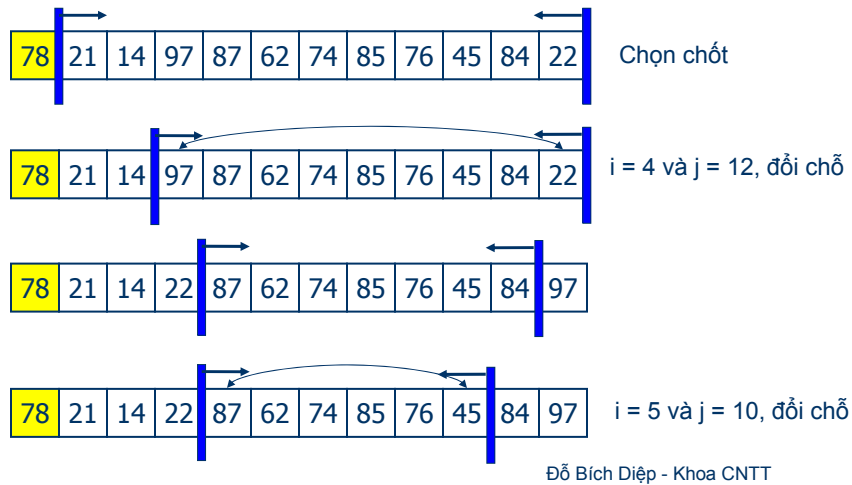 78 21 14 97 87 62 74 85 76 45 84 22 Chọn chốt
78 21 14 97 87 62 74 85 76 45 84 22 i = 4 và j = 12, đổi chỗ
78 21 14 22 87 62 74 85 76 45 84 97
78 21 14 22 87 62 74 85 76 45 84 97 i = 5 và j = 10, đổi chỗ
Đỗ Bích Diệp - Khoa CNTT